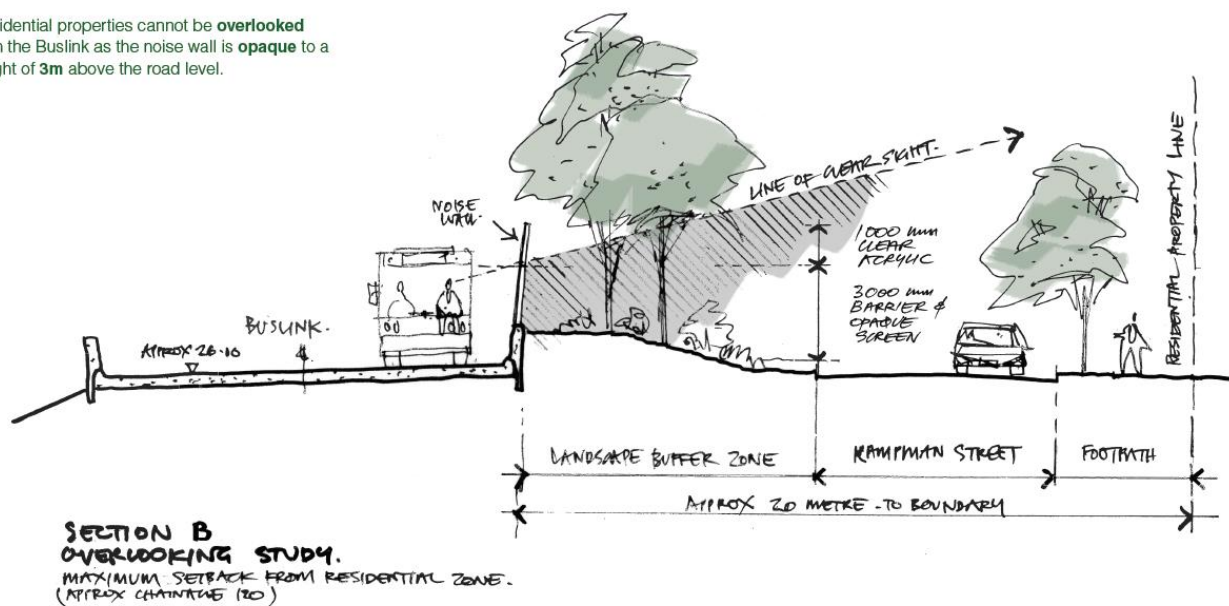 idential properties cannot be overlooked
the Buslink as the noise wall is opaque to a
ght of 3m above the road level.
NOISE
WALL.
LINE OF CLEAR SIGHT.
RESIDENTIAL PROPERTY LINE
1000 mm
CLEAR
ACRYLIC
3000 mm
BARRIER &
OPAQUE
SCREEN
BUSLINK.
APPROX 26.10
LANDSCAPE BUFFER ZONE
KAMPMAN STREET
FOOTPATH
APPROX 20 METRE TO BOUNDARY
SECTION B
OVERLOOKING STUDY.
MAXIMUM SETBACK FROM RESIDENTIAL ZONE.
(APPROX CHAINAGE 120)